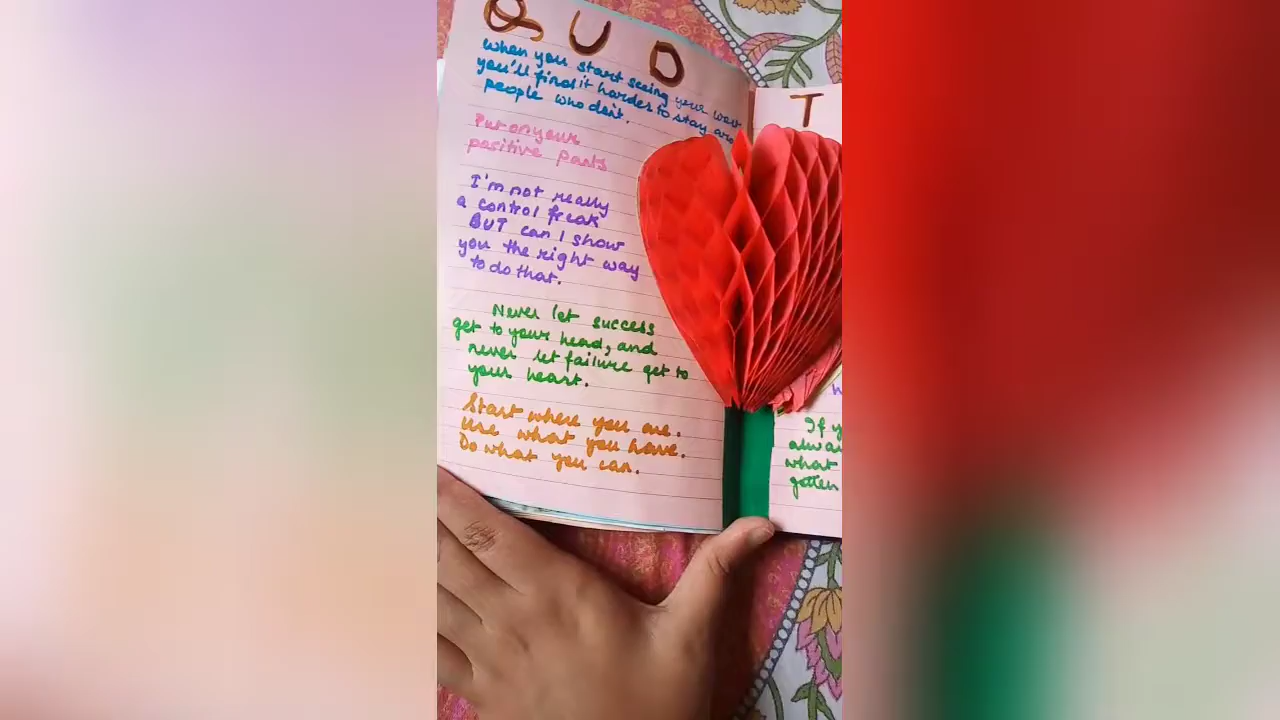 Q U O T
When you start seeing your wort
you'll find it harder to stay aro
people who don't.
Put on your
positive pants
I'm not really
a control freak
BUT can I show
you the right way
to do that.
Never let success
get to your head, and
never let failure get to
your heart.
Start where you are.
Use what you have.
Do what you can.
If y
alwa
what
gotten